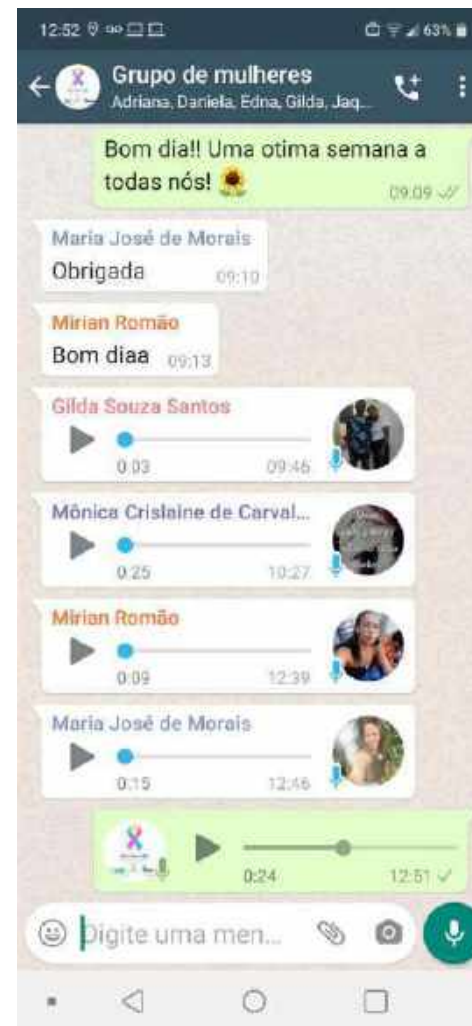 12:52
63%
Grupo de mulheres
Adriana, Daniela, Edna, Gilda, Jaq...
Bom dia!! Uma otima semana a
todas nós! 🌻
09:09
Maria José de Morais
Obrigada 09:10
Mirian Romão
Bom diaa 09:13
Gilda Souza Santos
0:03 09:46
Mônica Crislaine de Carval...
0:25 10:27
Mirian Romão
0:09 12:39
Maria José de Morais
0:15 12:46
0:24 12:51
Digite uma men...